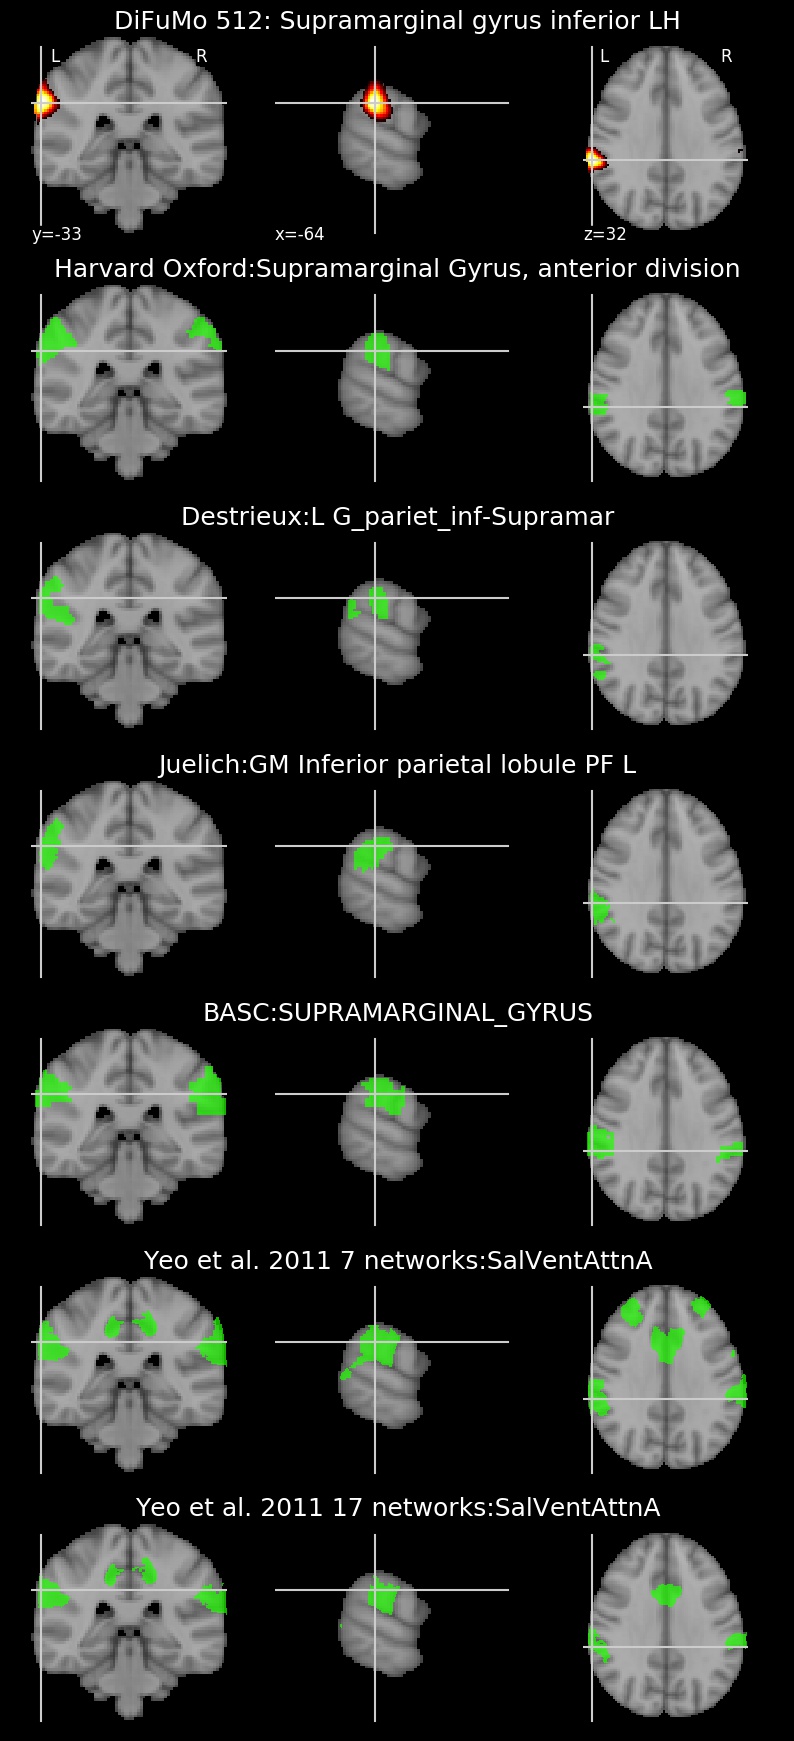 DiFuMo 512: Supramarginal gyrus inferior LH
L R L R
y=-33 x=-64 z=32
Harvard Oxford:Supramarginal Gyrus, anterior division
Destrieux:L G_pariet_inf-Supramar
Juelich:GM Inferior parietal lobule PF L
BASC:SUPRAMARGINAL_GYRUS
Yeo et al. 2011 7 networks:SalVentAttnA
Yeo et al. 2011 17 networks:SalVentAttnA